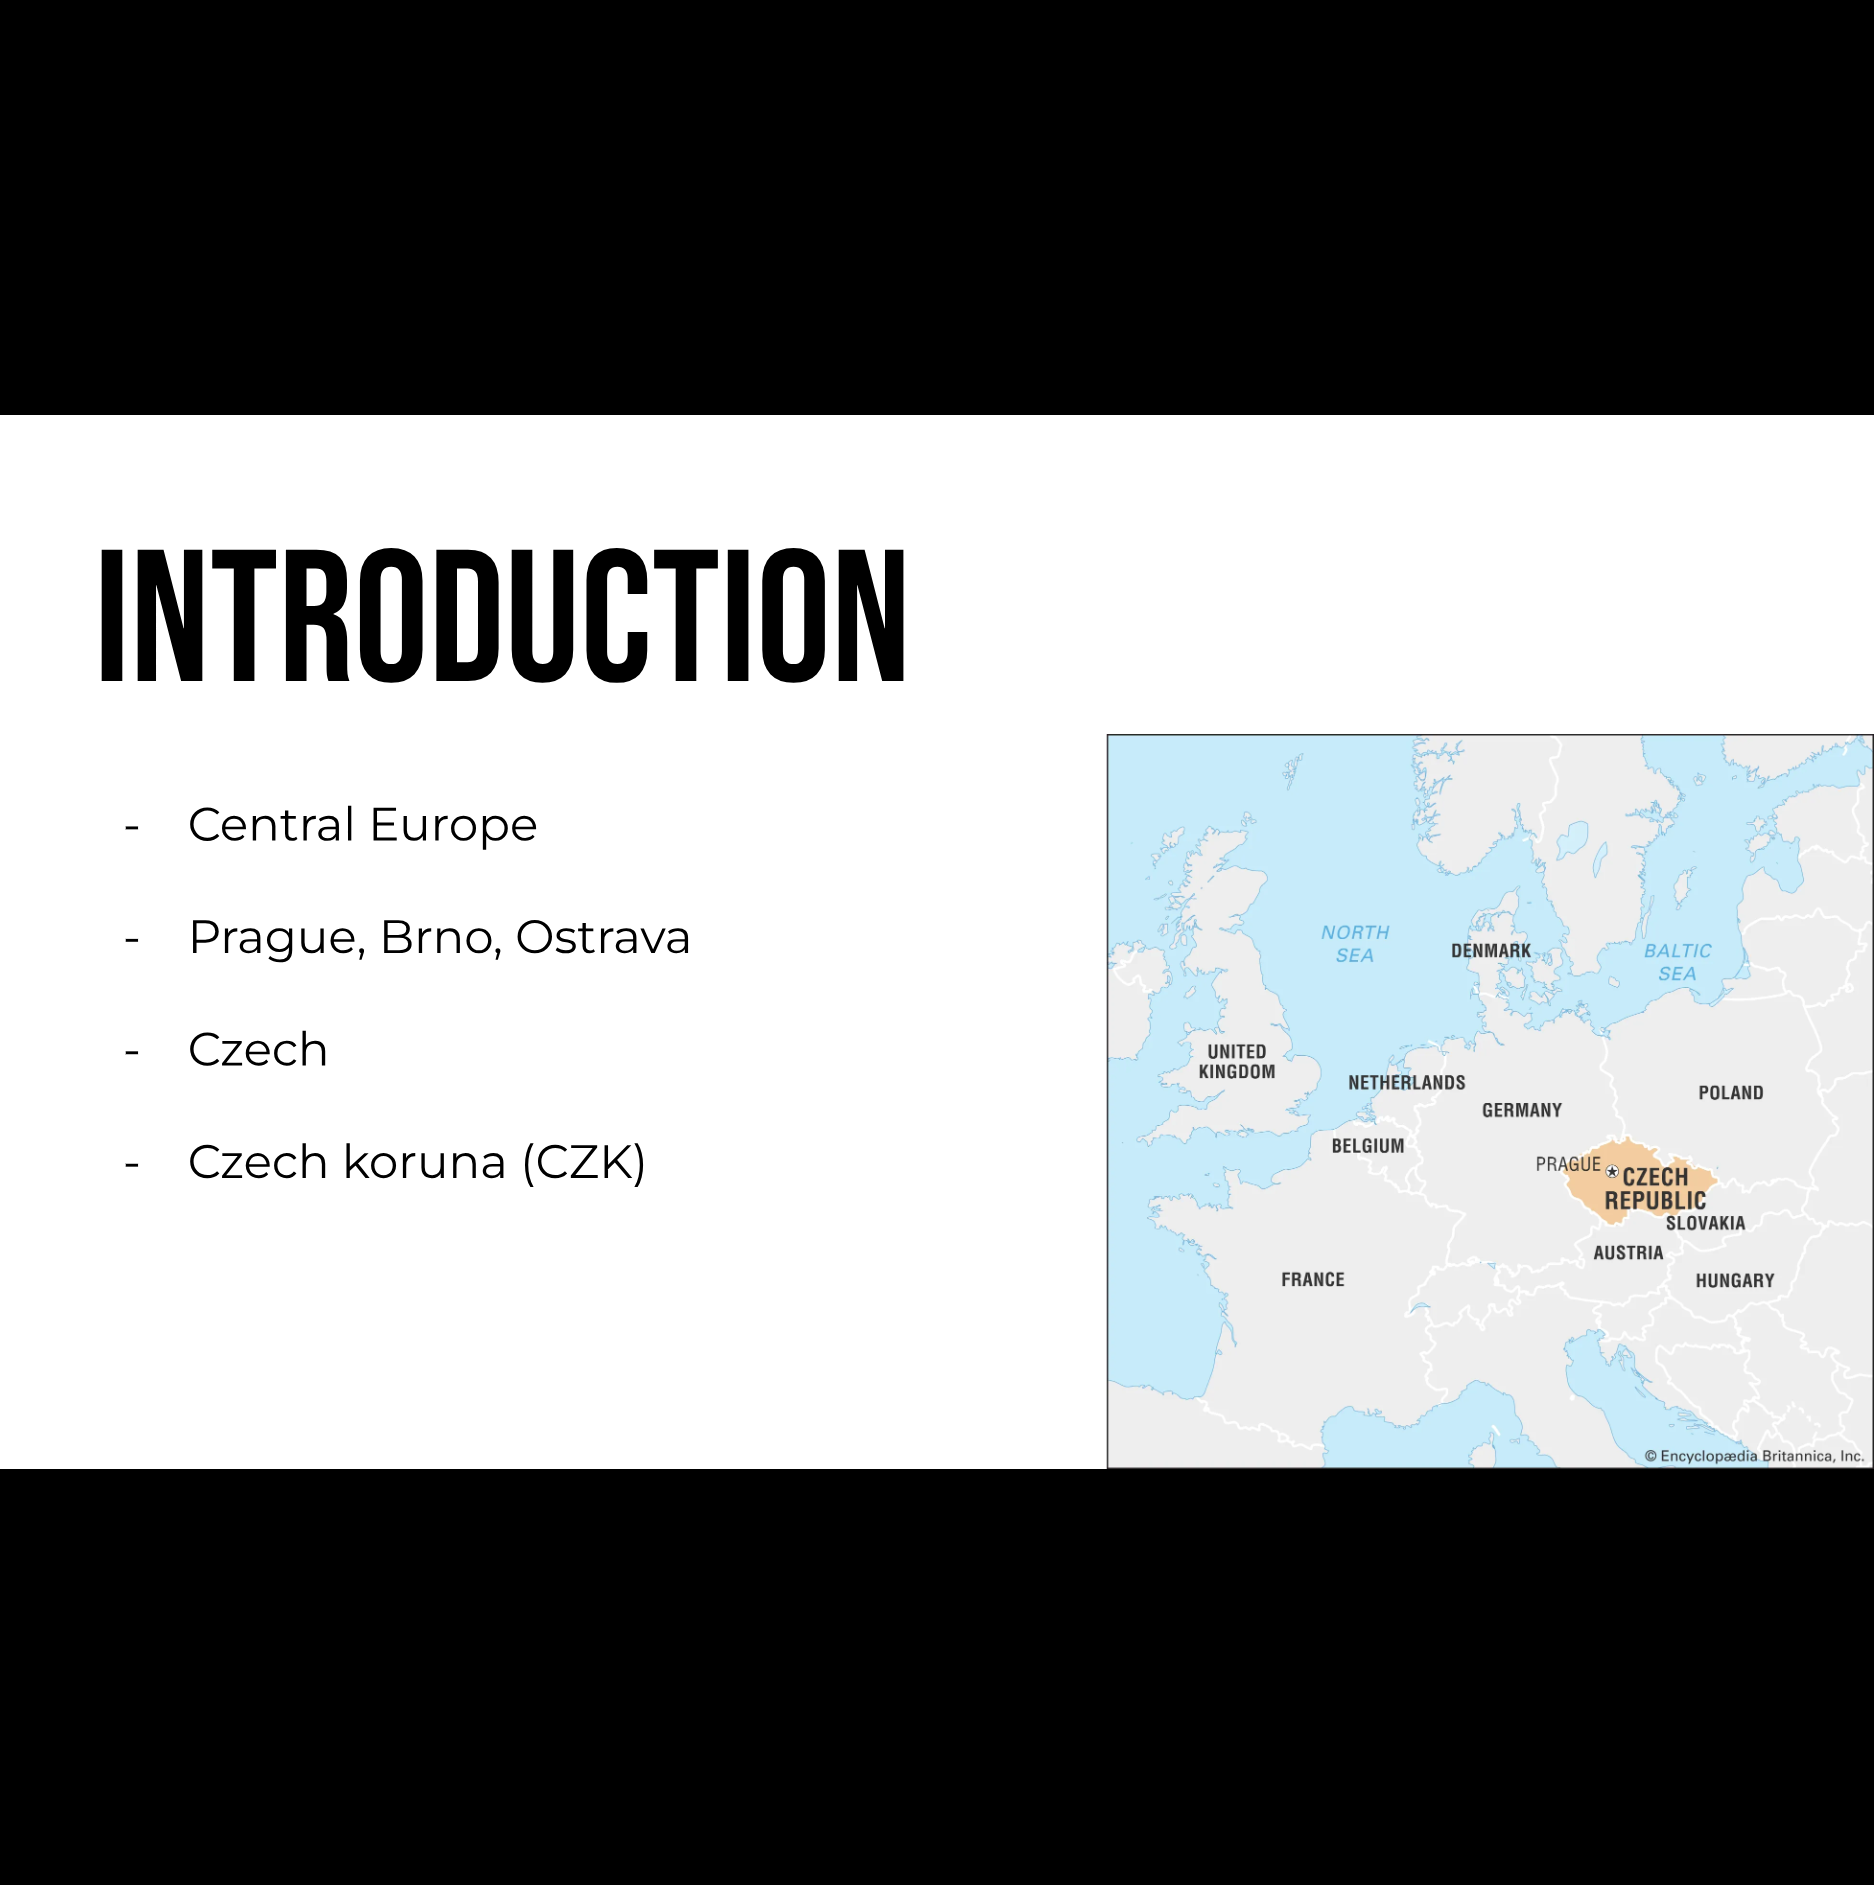 INTRODUCTION
- Central Europe
- Prague, Brno, Ostrava
- Czech
- Czech koruna (CZK)
NORTH
SEA
DENMARK
BALTIC
SEA
UNITED
KINGDOM
NETHERLANDS
GERMANY
POLAND
BELGIUM
PRAGUE
CZECH
REPUBLIC
SLOVAKIA
AUSTRIA
FRANCE
HUNGARY
© Encyclopædia Britannica, Inc.